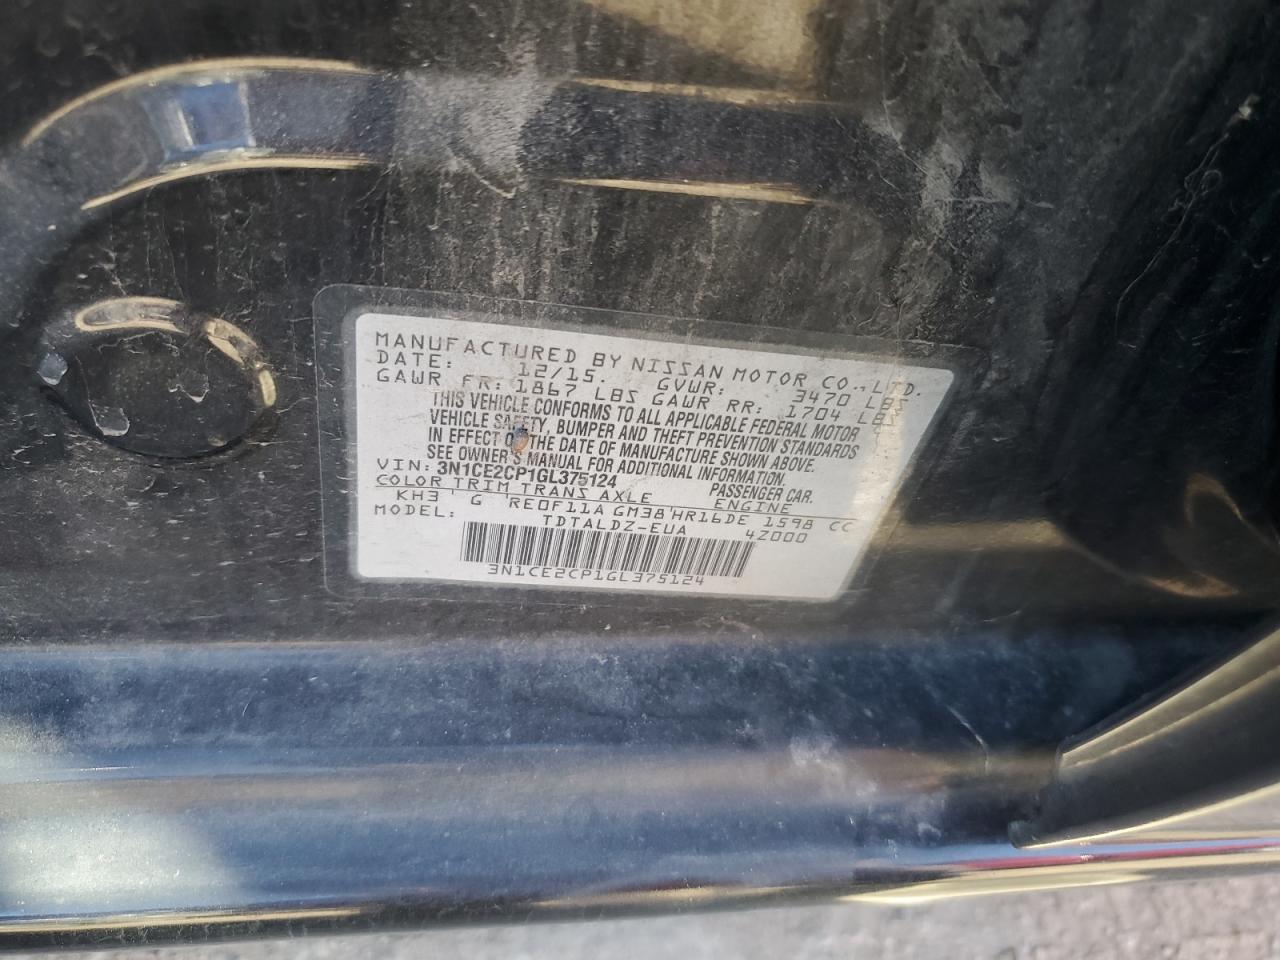 MANUFACTURED BY NISSAN MOTOR CO., LTD.
DATE: 12/15. GVWR: 3470 LBS
GAWR FR: 1867 LBS GAWR RR: 1704 LBS
THIS VEHICLE CONFORMS TO ALL APPLICABLE FEDERAL MOTOR
VEHICLE SAFETY, BUMPER AND THEFT PREVENTION STANDARDS
IN EFFECT ON THE DATE OF MANUFACTURE SHOWN ABOVE.
SEE OWNER'S MANUAL FOR ADDITIONAL INFORMATION.
VIN: 3N1CE2CP1GL375124 PASSENGER CAR.
COLOR TRIM TRANS AXLE ENGINE
KH3 ' G ' RE0F11A GM38'HR16DE 1598 CC
MODEL: TDTALDZ-EUA 4Z000
3N1CE2CP1GL375124